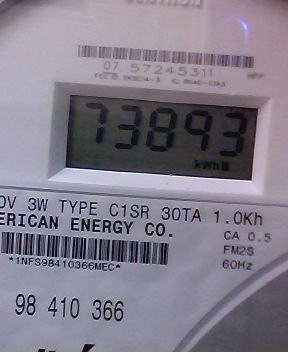 07 57245311
73893
kWh
0V 3W TYPE C1SR 30TA 1.0Kh
ERICAN ENERGY CO.
CA 0.5
FM2S
60Hz
*1NFS98410366MEC*
98 410 366